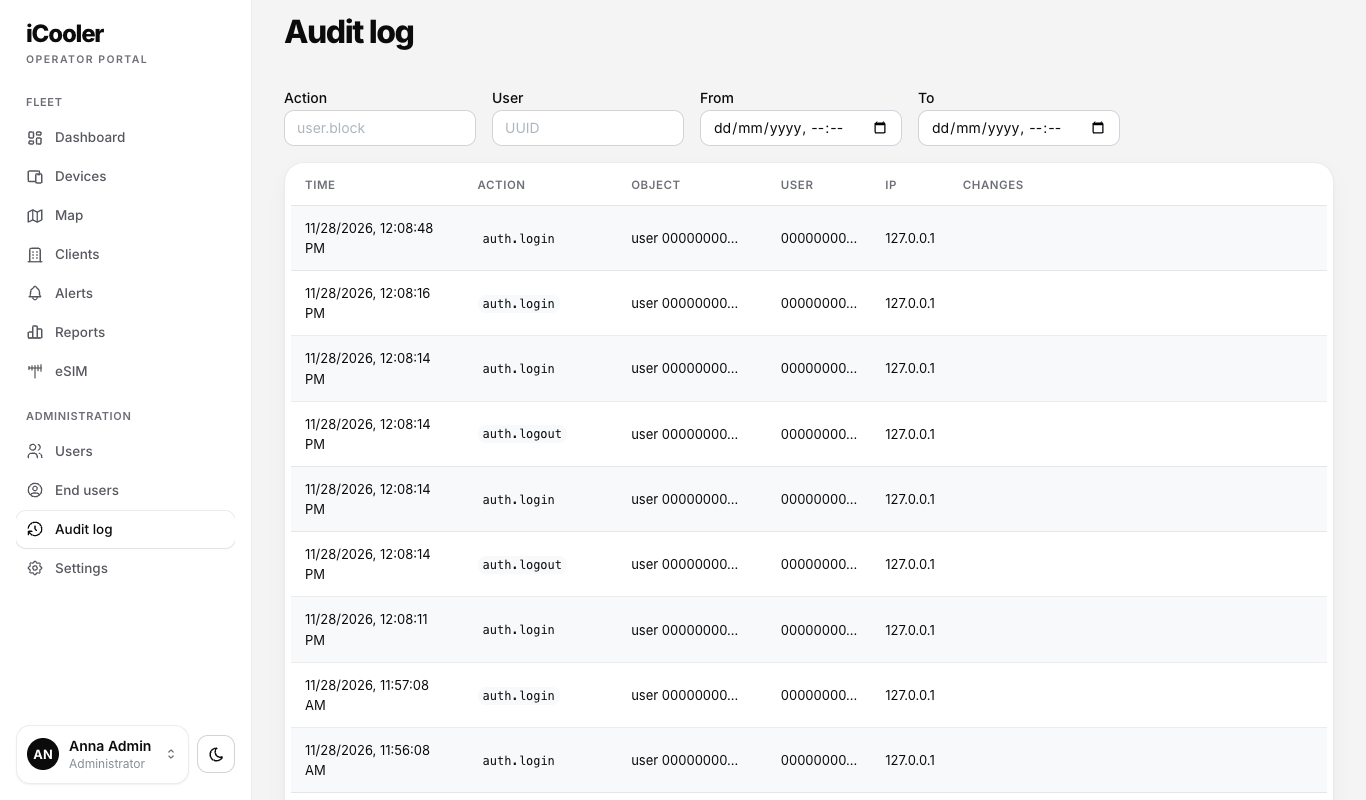 iCooler
OPERATOR PORTAL
FLEET
Dashboard
Devices
Map
Clients
Alerts
Reports
eSIM
ADMINISTRATION
Users
End users
Audit log
Settings
AN
Anna Admin
Administrator
Audit log
Action User From To
user.block UUID dd/mm/yyyy, --:-- dd/mm/yyyy, --:--
TIME ACTION OBJECT USER IP CHANGES
11/28/2026, 12:08:48 PM auth.login user 00000000... 00000000... 127.0.0.1
11/28/2026, 12:08:16 PM auth.login user 00000000... 00000000... 127.0.0.1
11/28/2026, 12:08:14 PM auth.login user 00000000... 00000000... 127.0.0.1
11/28/2026, 12:08:14 PM auth.logout user 00000000... 00000000... 127.0.0.1
11/28/2026, 12:08:14 PM auth.login user 00000000... 00000000... 127.0.0.1
11/28/2026, 12:08:14 PM auth.logout user 00000000... 00000000... 127.0.0.1
11/28/2026, 12:08:11 PM auth.login user 00000000... 00000000... 127.0.0.1
11/28/2026, 11:57:08 AM auth.login user 00000000... 00000000... 127.0.0.1
11/28/2026, 11:56:08 AM auth.login user 00000000... 00000000... 127.0.0.1